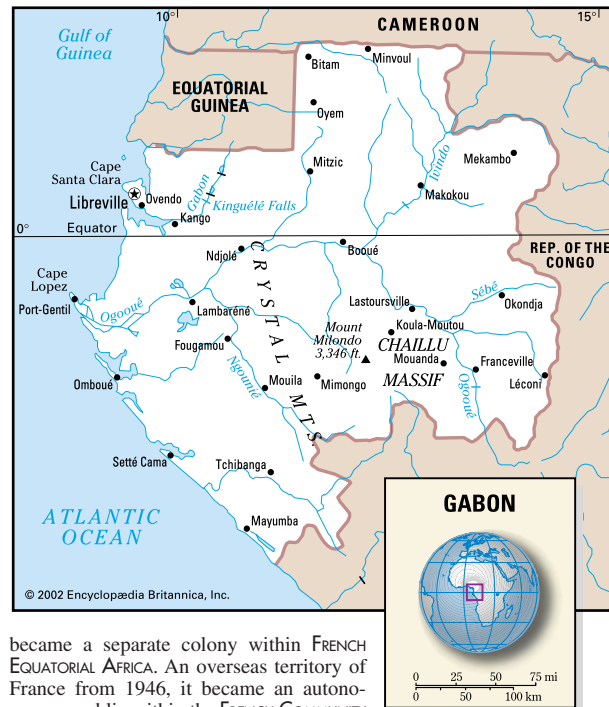 10°
15°
Gulf of
Guinea
CAMEROON
Bitam
Minvoul
EQUATORIAL
GUINEA
Oyem
Mitzic
Mekambo
Ivindo
Makokou
Cape
Santa Clara
Libreville
Ovendo
Gabon
Kinguélé Falls
Kango
0°
Equator
Ndjolé
Booué
REP. OF THE
CONGO
CRYSTAL MTS.
Cape
Lopez
Port-Gentil
Ogooué
Lambaréné
Lastoursville
Sébé
Okondja
Fougamou
Mount
Milondo
3,346 ft.
Koula-Moutou
CHAILLU
MASSIF
Mouanda
Franceville
Ogooué
Léconi
Omboué
Ngounié
Mouila
Mimongo
Setté Cama
Tchibanga
Mayumba
ATLANTIC
OCEAN
© 2002 Encyclopædia Britannica, Inc.
GABON
0 25 50 75 mi
0 50 100 km
became a separate colony within FRENCH
EQUATORIAL AFRICA. An overseas territory of
France from 1946, it became an autono-